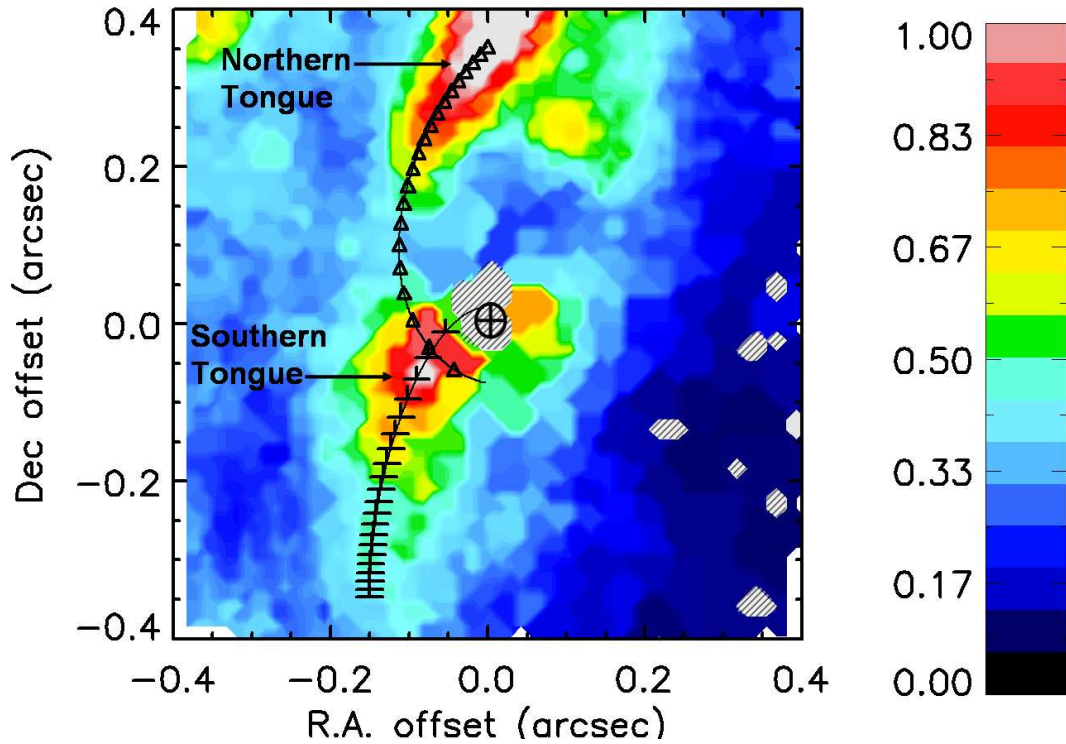 Northern
Tongue
Southern
Tongue
Dec offset (arcsec)
0.4
0.2
0.0
−0.2
−0.4
−0.4
−0.2
0.0
0.2
0.4
R.A. offset (arcsec)
1.00
0.83
0.67
0.50
0.33
0.17
0.00